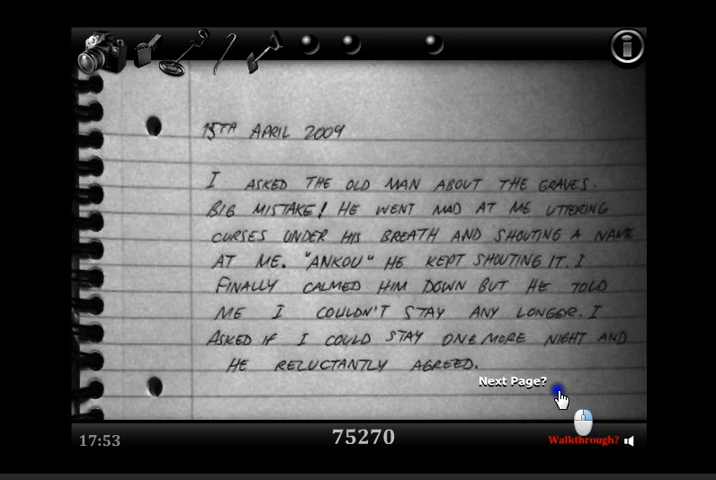 15TH APRIL 2009
I ASKED THE OLD MAN ABOUT THE GRAVES.
BIG MISTAKE! HE WENT MAD AT ME UTTERING
CURSES UNDER HIS BREATH AND SHOUTING A NAME
AT ME. "ANKOU" HE KEPT SHOUTING IT. I
FINALLY CALMED HIM DOWN BUT HE TOLD
ME I COULDN'T STAY ANY LONGER. I
ASKED IF I COULD STAY ONE MORE NIGHT AND
HE RELUCTANTLY AGREED.
Next Page?
17:53
75270
Walkthrough?